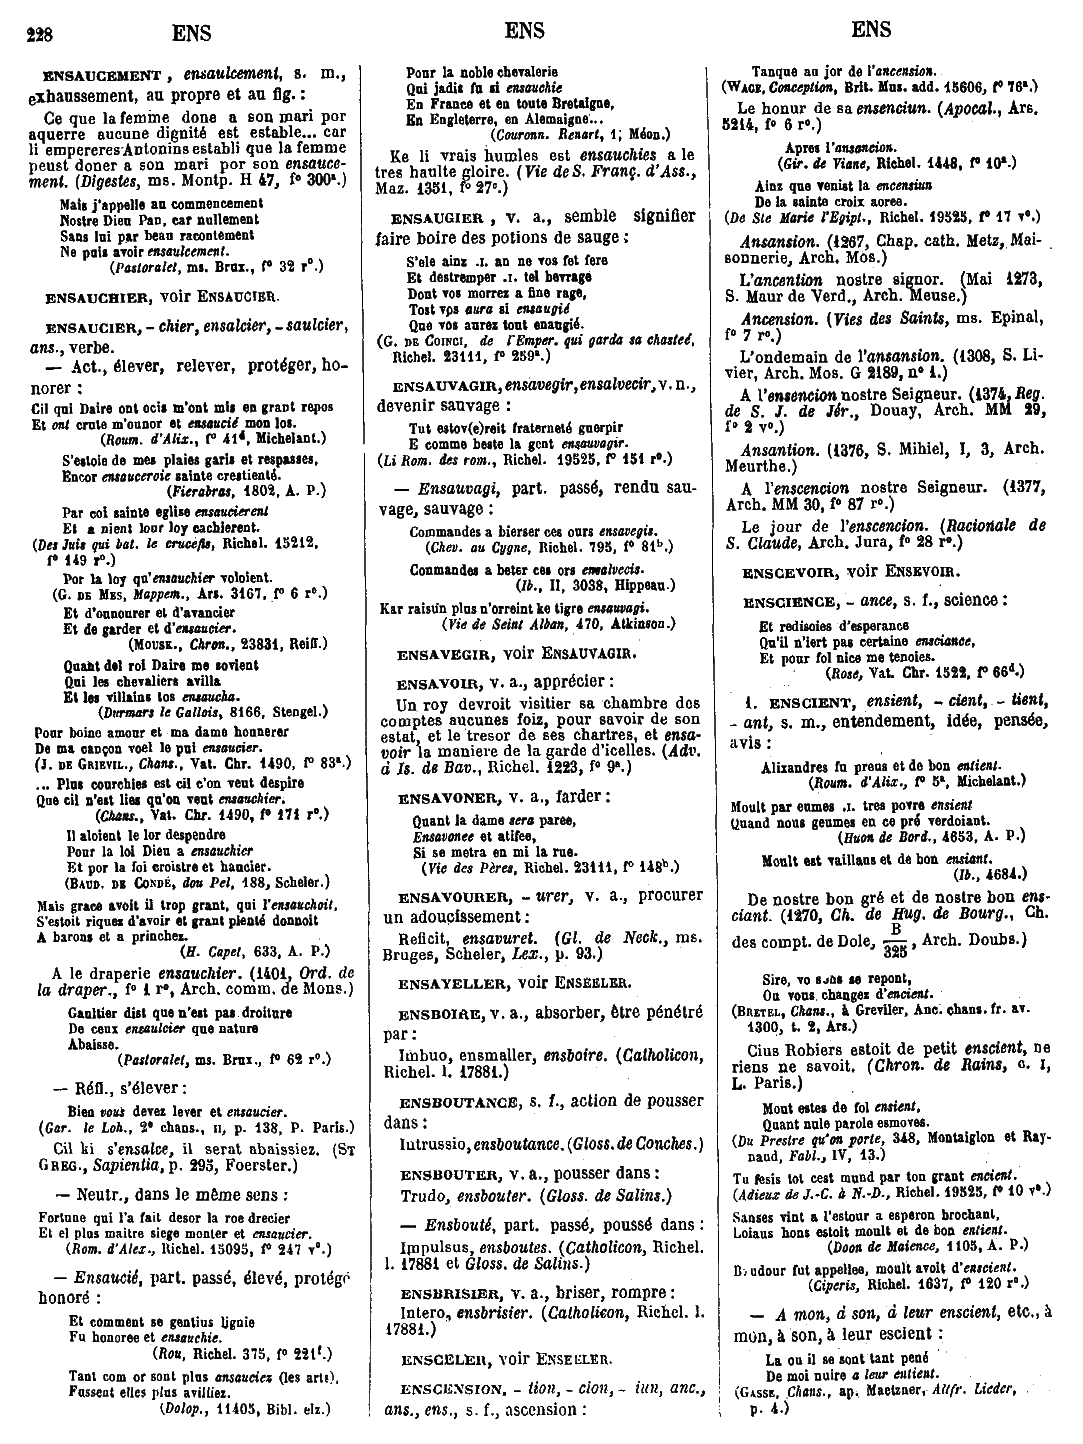 228 ENS ENS ENS
ENSAUCEMENT, ensaulcement, s. m.,
exhaussement, au propre et au fig. :
Ce que la femme done a son mari por
aquerre aucune dignité est estable... car
li empereres Antonins establi que la femme
peust doner a son mari por son ensauce-
ment. (Digestes, ms. Montp. H 47, f° 300ª.)
Mais j'appelle au commencement
Nostre Dieu Pan, car nullement
Sans lui par beau racontement
Ne puis avoir ensaulcement.
(Pastoralet, ms. Brux., f° 32 r°.)
ENSAUCHIER, voir ENSAUCIER.
ENSAUCIER, - chier, ensalcier, - saulcier,
ans., verbe.
— Act., élever, relever, protéger, ho-
norer :
Cil qui Daire ont ocis m'ont mis en grant repos
Et ont crute m'ounor et ensaucié mon los.
(Roum. d'Alix., f° 41ᵈ, Michelant.)
S'estoie de mes plaies garis et respasses,
Encor ensauceroie sainte crestienté.
(Fierabras, 1802, A. P.)
Par coi sainte eglise ensaucierent
Et a nient lour loy cachierent.
(Des Juis qui bat. le crucefis, Richel. 15212,
f° 149 r°.)
Por la loy qu'ensauchier voloient.
(G. DE MES, Mappem., Ars. 3167, f° 6 r°.)
Et d'onnourer et d'avancier
Et de garder et d'ensaucier.
(MOUSK., Chron., 23831, Reiff.)
Quant del roi Daire me sovient
Qui les chevaliers avilla
Et les villains tos ensaucha.
(Durmars le Gallois, 8166, Stengel.)
Pour boine amour et ma dame honnerer
De ma cançon voel le pui ensaucier.
(J. DE GRIEVIL., Chans., Vat. Chr. 1490, f° 83ª.)
... Plus courchies est cil c'on veut despire
Que cil n'est lies qu'on veut ensauchier.
(Chans., Vat. Chr. 1490, f° 171 r°.)
Il aloient le lor despendre
Pour la loi Dieu a ensauchier
Et por la foi croistre et haucier.
(BAUD. DE CONDÉ, dou Pel, 188, Scheler.)
Mais grace avoit il trop grant, qui l'ensauchoit,
S'estoit riques d'avoir et grant plenté donnoit
A barons et a princhez.
(H. Capet, 633, A. P.)
A le draperie ensauchier. (1401, Ord. de
la draper., f° 1 r°, Arch. comm. de Mons.)
Gaultier dist que n'est pas droiture
De ceux ensaulcier que nature
Abaisse.
(Pastoralet, ms. Brux., f° 62 r°.)
— Réfl., s'élever :
Bien vous devez lever et ensaucier.
(Gar. le Loh., 2ᵉ chans., II, p. 138, P. Paris.)
Cil ki s'ensalce, il serat abaissiez. (ST
GREG., Sapientia, p. 295, Foerster.)
— Neutr., dans le même sens :
Fortune qui l'a fait desor la roe drecier
Et el plus maitre siege monter et ensaucier.
(Rom. d'Alex., Richel. 15095, f° 247 v°.)
— Ensaucié, part. passé, élevé, protégé
honoré :
Et comment se gentius lignie
Fu honoree et ensauchie.
(Rou, Richel. 375, f° 221ᶠ.)
Tant com or sont plus ansauciez (les arts),
Fussent elles plus avilliez.
(Dolop., 11405, Bibl. elz.)
Pour la noble chevalerie
Qui jadis fu si ensauchie
En France et en toute Bretaigne,
En Engleterre, en Alemaigne...
(Couronn. Renart, 1; Méon.)
Ke li vrais humles est ensauchies a le
tres haulte gloire. (Vie de S. Franç. d'Ass.,
Maz. 1351, f° 27ᶜ.)
ENSAUGIER, v. a., semble signifier
faire boire des potions de sauge :
S'ele ainz .I. an ne vos fet fere
Et destremper .I. tel bevrage
Dont vos morrez a fine rage,
Tost vos aura si ensaugié
Que vos aurez tout enangié.
(G. DE COINCI, de l'Emper. qui garda sa chasteé,
Richel. 23111, f° 259ª.)
ENSAUVAGIR, ensavegir, ensalvecir, v. n.,
devenir sauvage :
Tut estov(e)reit fraterneté guerpir
E comme beste la gent ensauvagir.
(Li Rom. des rom., Richel. 19525, f° 151 r°.)
— Ensauvagi, part. passé, rendu sau-
vage, sauvage :
Commandes a bierser ces ours ensavegis.
(Chev. au Cygne, Richel. 795, f° 81ᵇ.)
Conmandes a beter ces ors ensalvecis.
(Ib., II, 3038, Hippeau.)
Kar raisun plus n'orreint ke tigre ensauvagi.
(Vie de Seint Alban, 470, Atkinson.)
ENSAVEGIR, voir ENSAUVAGIR.
ENSAVOIR, v. a., apprécier :
Un roy devroit visitier sa chambre des
comptes aucunes foiz, pour savoir de son
estat, et le tresor de ses chartres, et ensa-
voir la maniere de la garde d'icelles. (Adv.
à Is. de Bav., Richel. 1223, f° 9ª.)
ENSAVONER, v. a., farder :
Quant la dame sera paree,
Ensavonee et atifee,
Si se metra en mi la rue.
(Vie des Pères, Richel. 23111, f° 148ᵇ.)
ENSAVOURER, - urer, v. a., procurer
un adoucissement :
Reficit, ensavuret. (Gl. de Neck., ms.
Bruges, Scheler, Lex., p. 93.)
ENSAYELLER, voir ENSEELER.
ENSBOIRE, v. a., absorber, être pénétré
par :
Imbuo, ensmaller, ensboire. (Catholicon,
Richel. l. 17881.)
ENSBOUTANCE, s. f., action de pousser
dans :
Intrussio, ensboutance. (Gloss. de Conches.)
ENSBOUTER, v. a., pousser dans :
Trudo, ensbouter. (Gloss. de Salins.)
— Ensbouté, part. passé, poussé dans :
Impulsus, ensboutes. (Catholicon, Richel.
l. 17881 et Gloss. de Salins.)
ENSBRISIER, v. a., briser, rompre :
Intero, ensbrisier. (Catholicon, Richel. l.
17881.)
ENSCELER, voir ENSEELER.
ENSCENSION, - tion, - cion, - iun, anc.,
ans., ens., s. f., ascension :
Tanque au jor de l'ancension.
(WACE, Conception, Brit. Mus. add. 15606, f° 76ª.)
Le honur de sa ensenciun. (Apocal., Ars.
5214, f° 6 r°.)
Apres l'ansencion.
(Gir. de Viane, Richel. 1448, f° 10ª.)
Ainz que venist la encensiun
De la sainte croix aoree.
(De Ste Marie l'Egipt., Richel. 19525, f° 17 v°.)
Ansansion. (1267, Chap. cath. Metz, Mai-
sonnerie, Arch. Mos.)
L'ancention nostre signor. (Mai 1273,
S. Maur de Verd., Arch. Meuse.)
Ancension. (Vies des Saints, ms. Epinal,
f° 7 r°.)
L'ondemain de l'ansansion. (1308, S. Li-
vier, Arch. Mos. G 2189, n° 1.)
A l'ensencion nostre Seigneur. (1374, Reg.
de S. J. de Jér., Douay, Arch. MM 29,
f° 2 v°.)
Ansantion. (1376, S. Mihiel, I, 3, Arch.
Meurthe.)
A l'enscencion nostre Seigneur. (1377,
Arch. MM 30, f° 87 r°.)
Le jour de l'enscencion. (Racionale de
S. Claude, Arch. Jura, f° 28 r°.)
ENSCEVOIR, voir ENSEVOIR.
ENSCIENCE, - ance, s. f., science :
Et redisoies d'esperance
Qu'il n'iert pas certaine ensciance,
Et pour fol nice me tenoies.
(Rose, Vat. Chr. 1522, f° 66ᵈ.)
1. ENSCIENT, ensient, - cient, - tient,
- ant, s. m., entendement, idée, pensée,
avis :
Alixandres fu preus et de bon entient.
(Roum. d'Alix., f° 5ª, Michelant.)
Moult par eumes .I. tres povre ensient
Quand nous geumes en ce pré verdoiant.
(Huon de Bord., 4653, A. P.)
Moult est vaillans et de bon ensiant.
(Ib., 4684.)
De nostre bon gré et de nostre bon ens-
ciant. (1270, Ch. de Hug. de Bourg., Ch.
des compt. de Dole, B/325, Arch. Doubs.)
Sire, vo sens se repont,
Ou vous changez d'encient.
(BRETEL, Chans., à Greviler, Anc. chans. fr. av.
1300, t. 2, Ars.)
Cius Robiers estoit de petit enscient, ne
riens ne savoit. (Chron. de Rains, c. I,
L. Paris.)
Mout estes de fol ensient,
Quant nule parole esmoves.
(Du Prestre qu'on porte, 348, Montaiglon et Ray-
naud, Fabl., IV, 13.)
Tu fesis tot cest mund par ton grant encient.
(Adieux de J.-C. à N.-D., Richel. 19525, f° 10 v°.)
Sanses vint a l'estour a esperon brochant,
Loiaus hons estoit moult et de bon entient.
(Doon de Maience, 1105, A. P.)
Baudour fut appellee, moult avoit d'enscient.
(Ciperis, Richel. 1637, f° 120 r°.)
— A mon, à son, à leur enscient, etc., à
mon, à son, à leur escient :
La ou il se sont tant pené
De moi nuire a leur entient.
(GASSE, Chans., ap. Maetzner, Altfr. Lieder,
p. 4.)